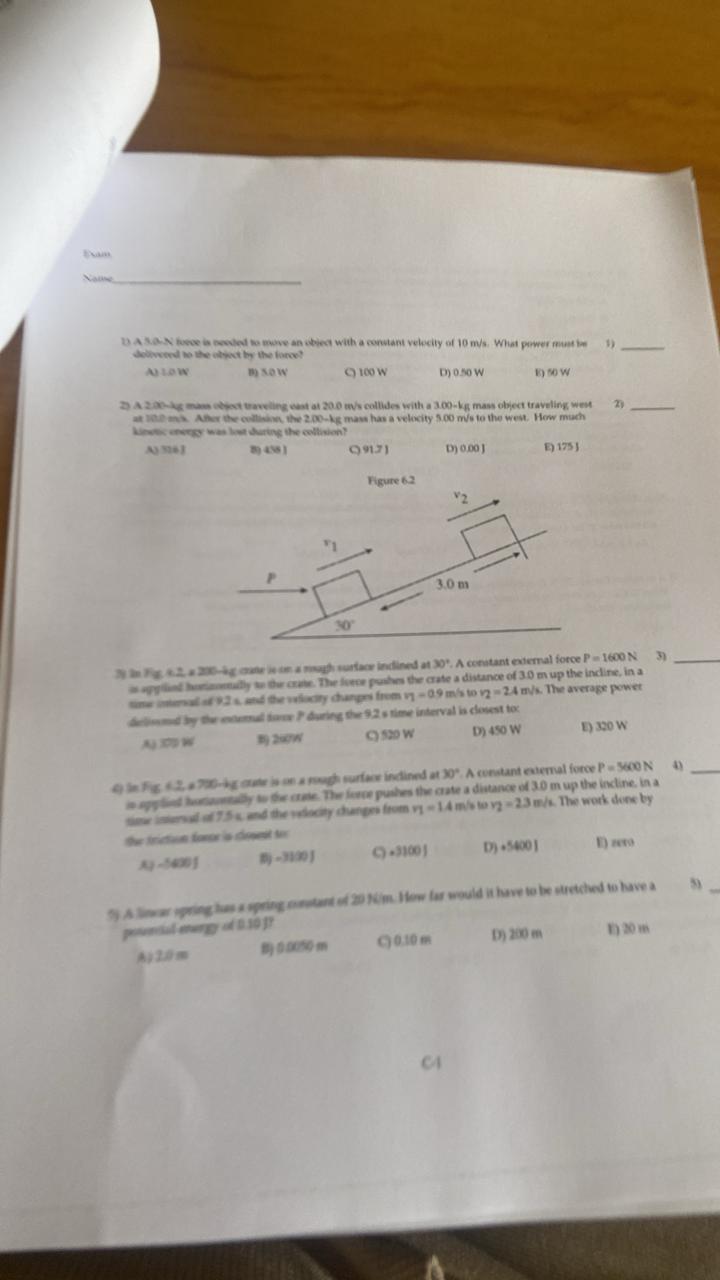 Exam
Name
1) A 5.0-N force is needed to move an object with a constant velocity of 10 m/s. What power must be 1)
delivered to the object by the force?
A) 1.0 W B) 5.0 W C) 100 W D) 0.50 W E) 50 W
2) A 2.00-kg mass object traveling east at 20.0 m/s collides with a 3.00-kg mass object traveling west 2)
at 10.0 m/s. After the collision, the 2.00-kg mass has a velocity 5.00 m/s to the west. How much
kinetic energy was lost during the collision?
A) 516 J B) 458 J C) 91.7 J D) 0.00 J E) 175 J
Figure 6.2
v2
v1
P
3.0 m
30°
3) In Fig. 6.2, a 200-kg crate is on a rough surface inclined at 30°. A constant external force P = 1600 N 3)
is applied horizontally to the crate. The force pushes the crate a distance of 3.0 m up the incline, in a
time interval of 9.2 s, and the velocity changes from v1 = 0.9 m/s to v2 = 2.4 m/s. The average power
delivered by the external force P during the 9.2 s time interval is closest to:
A) 370 W B) 260W C) 520 W D) 450 W E) 320 W
4) In Fig. 6.2, a 700-kg crate is on a rough surface inclined at 30°. A constant external force P = 5600 N 4)
is applied horizontally to the crate. The force pushes the crate a distance of 3.0 m up the incline, in a
time interval of 7.5 s, and the velocity changes from v1 = 1.4 m/s to v2 = 2.3 m/s. The work done by
the friction force is closest to:
A) -5400 J B) -3100 J C) +3100 J D) +5400 J E) zero
5) A linear spring has a spring constant of 20 N/m. How far would it have to be stretched to have a 5)
potential energy of 0.10 J?
A) 2.0 m B) 0.0050 m C) 0.10 m D) 200 m E) 20 m
C-1